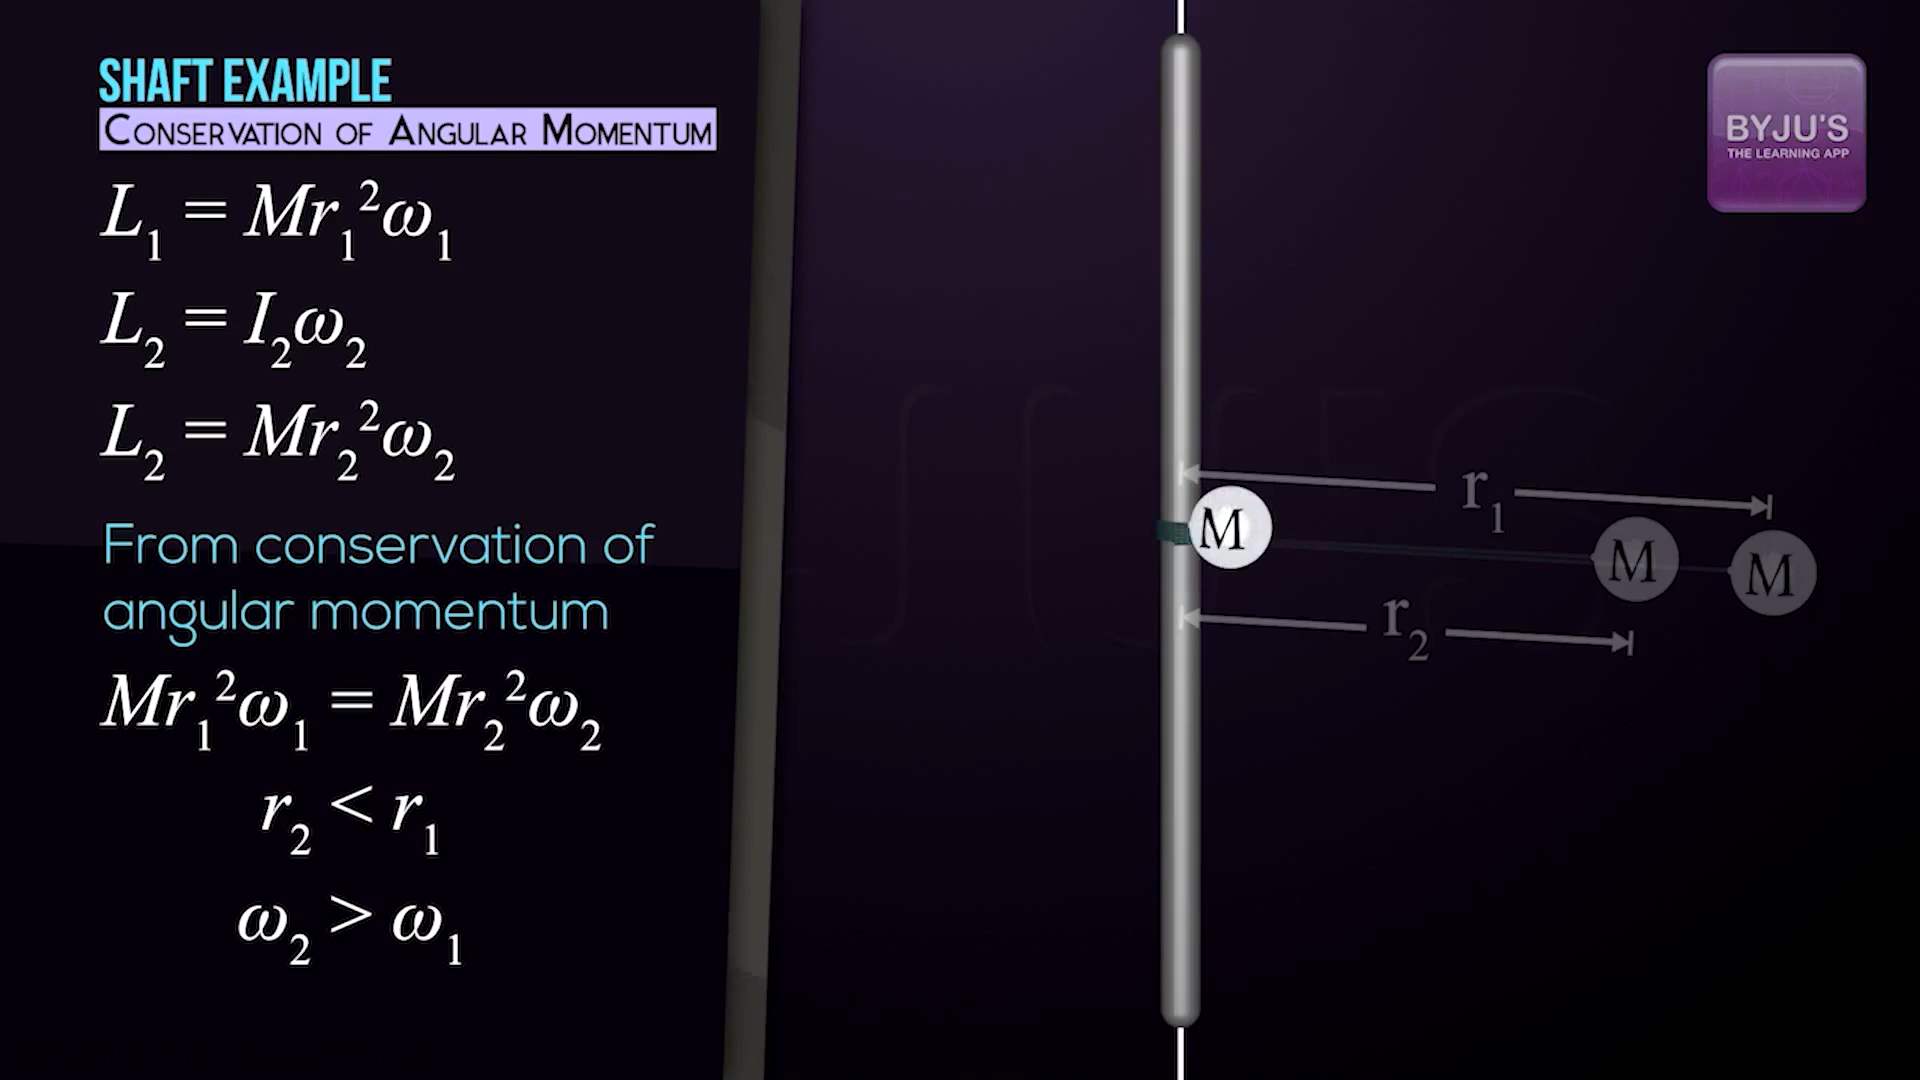 SHAFT EXAMPLE
CONSERVATION OF ANGULAR MOMENTUM
L₁ = Mr₁²ω₁
L₂ = I₂ω₂
L₂ = Mr₂²ω₂
From conservation of
angular momentum
Mr₁²ω₁ = Mr₂²ω₂
r₂ < r₁
ω₂ > ω₁
BYJU'S
THE LEARNING APP
r₁
M
M
M
r₂